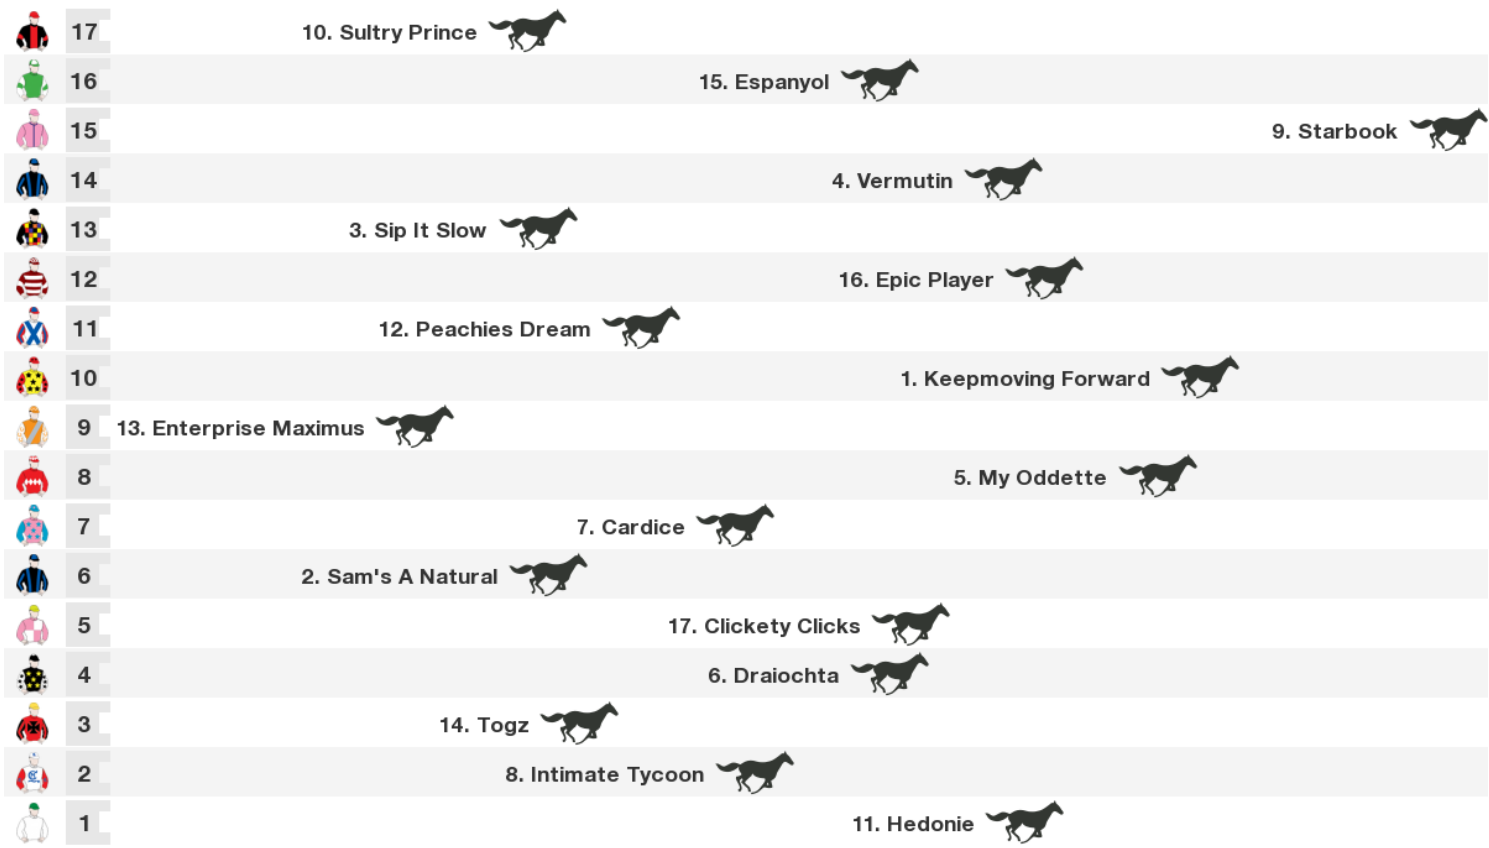 17 10. Sultry Prince
16 15. Espanyol
15 9. Starbook
14 4. Vermutin
13 3. Sip It Slow
12 16. Epic Player
11 12. Peachies Dream
10 1. Keepmoving Forward
9 13. Enterprise Maximus
8 5. My Oddette
7 7. Cardice
6 2. Sam's A Natural
5 17. Clickety Clicks
4 6. Draiochta
3 14. Togz
2 8. Intimate Tycoon
1 11. Hedonie